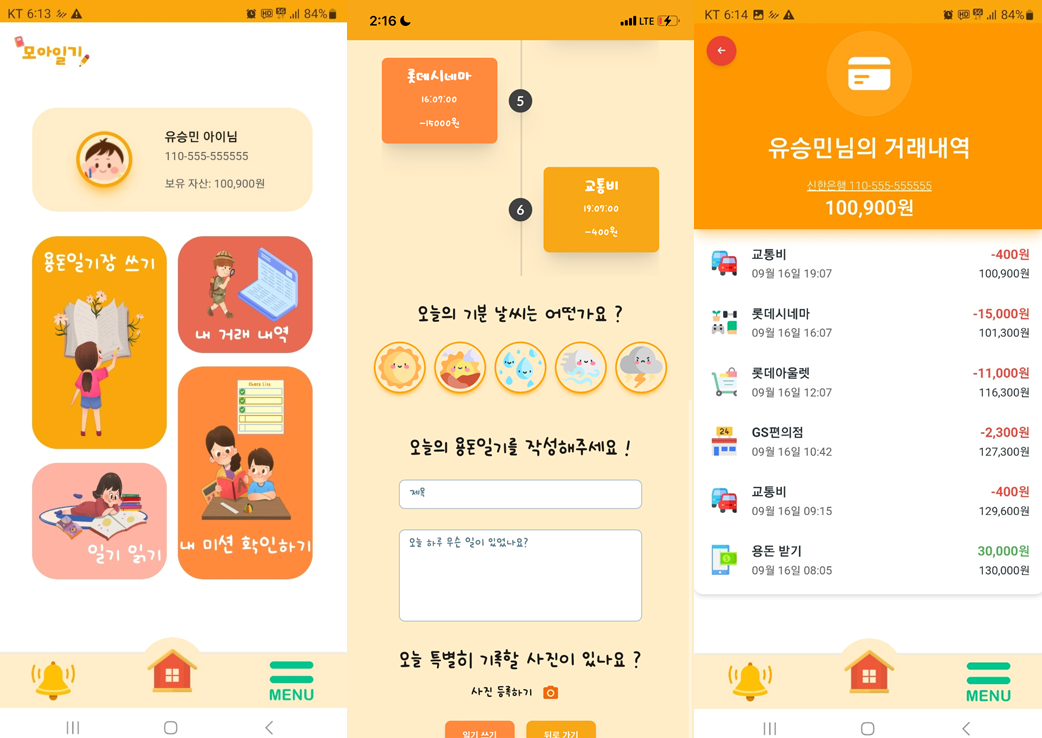 KT 6:13
84%
모아일기
유승민 아이님
110-555-555555
보유 자산: 100,900원
용돈일기장 쓰기
내 거래 내역
Check List
일기 읽기
내 미션 확인하기
MENU
2:16
LTE
롯데시네마
16:07:00
-15000원
5
교통비
19:07:00
-400원
6
오늘의 기분 날씨는 어떤가요 ?
오늘의 용돈일기를 작성해주세요 !
제목
오늘 하루 무슨 일이 있었나요?
오늘 특별히 기록할 사진이 있나요 ?
사진 등록하기
일기 쓰기
뒤로 가기
KT 6:14
84%
유승민님의 거래내역
신한은행 110-555-555555
100,900원
교통비 -400원
09월 16일 19:07 100,900원
롯데시네마 -15,000원
09월 16일 16:07 101,300원
롯데아울렛 -11,000원
09월 16일 12:07 116,300원
24
GS편의점 -2,300원
09월 16일 10:42 127,300원
교통비 -400원
09월 16일 09:15 129,600원
용돈 받기 30,000원
09월 16일 08:05 130,000원
MENU